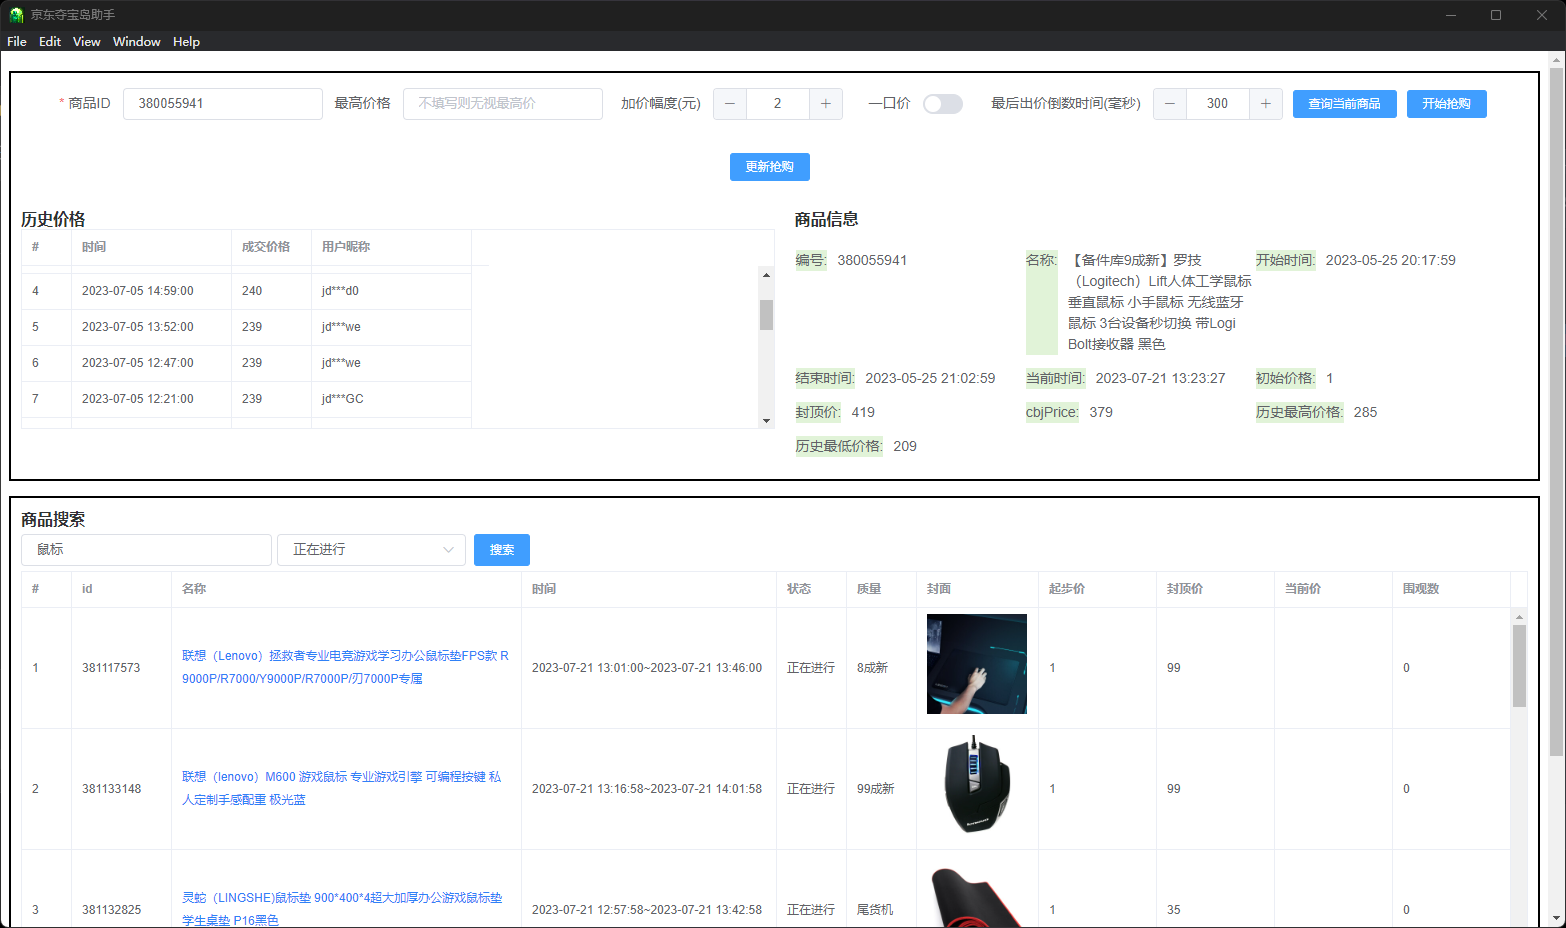 京东夺宝岛助手
File Edit View Window Help
* 商品ID 380055941 最高价格 不填写则无视最高价 加价幅度(元) − 2 + 一口价 最后出价倒数时间(毫秒) − 300 + 查询当前商品 开始抢购
更新抢购
历史价格
# 时间 成交价格 用户昵称
4 2023-07-05 14:59:00 240 jd***d0
5 2023-07-05 13:52:00 239 jd***we
6 2023-07-05 12:47:00 239 jd***we
7 2023-07-05 12:21:00 239 jd***GC
商品信息
编号: 380055941
名称: 【备件库9成新】罗技
（Logitech）Lift人体工学鼠标
垂直鼠标 小手鼠标 无线蓝牙
鼠标 3台设备秒切换 带Logi
Bolt接收器 黑色
开始时间: 2023-05-25 20:17:59
结束时间: 2023-05-25 21:02:59 当前时间: 2023-07-21 13:23:27 初始价格: 1
封顶价: 419 cbjPrice: 379 历史最高价格: 285
历史最低价格: 209
商品搜索
鼠标 正在进行 搜索
# id 名称 时间 状态 质量 封面 起步价 封顶价 当前价 围观数
1 381117573 联想（Lenovo）拯救者专业电竞游戏学习办公鼠标垫FPS款 R
9000P/R7000/Y9000P/R7000P/刃7000P专属
2023-07-21 13:01:00~2023-07-21 13:46:00 正在进行 8成新 1 99 0
2 381133148 联想（lenovo）M600 游戏鼠标 专业游戏引擎 可编程按键 私
人定制手感配重 极光蓝
2023-07-21 13:16:58~2023-07-21 14:01:58 正在进行 99成新 1 99 0
3 381132825 灵蛇（LINGSHE)鼠标垫 900*400*4超大加厚办公游戏鼠标垫
学生桌垫 P16黑色
2023-07-21 12:57:58~2023-07-21 13:42:58 正在进行 尾货机 1 35 0